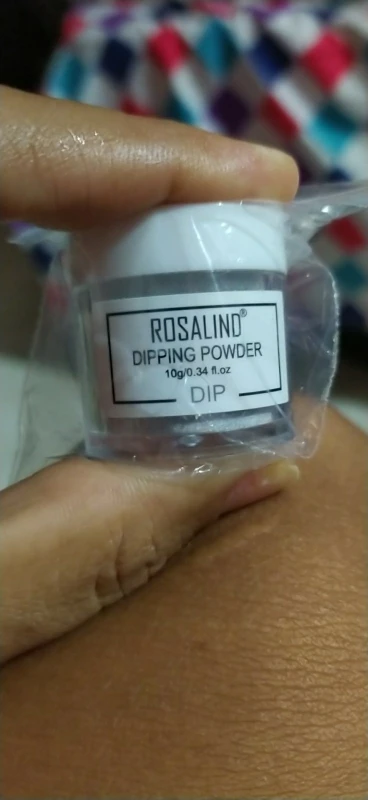 ROSALIND®
DIPPING POWDER
10g/0.34 fl.oz
DIP